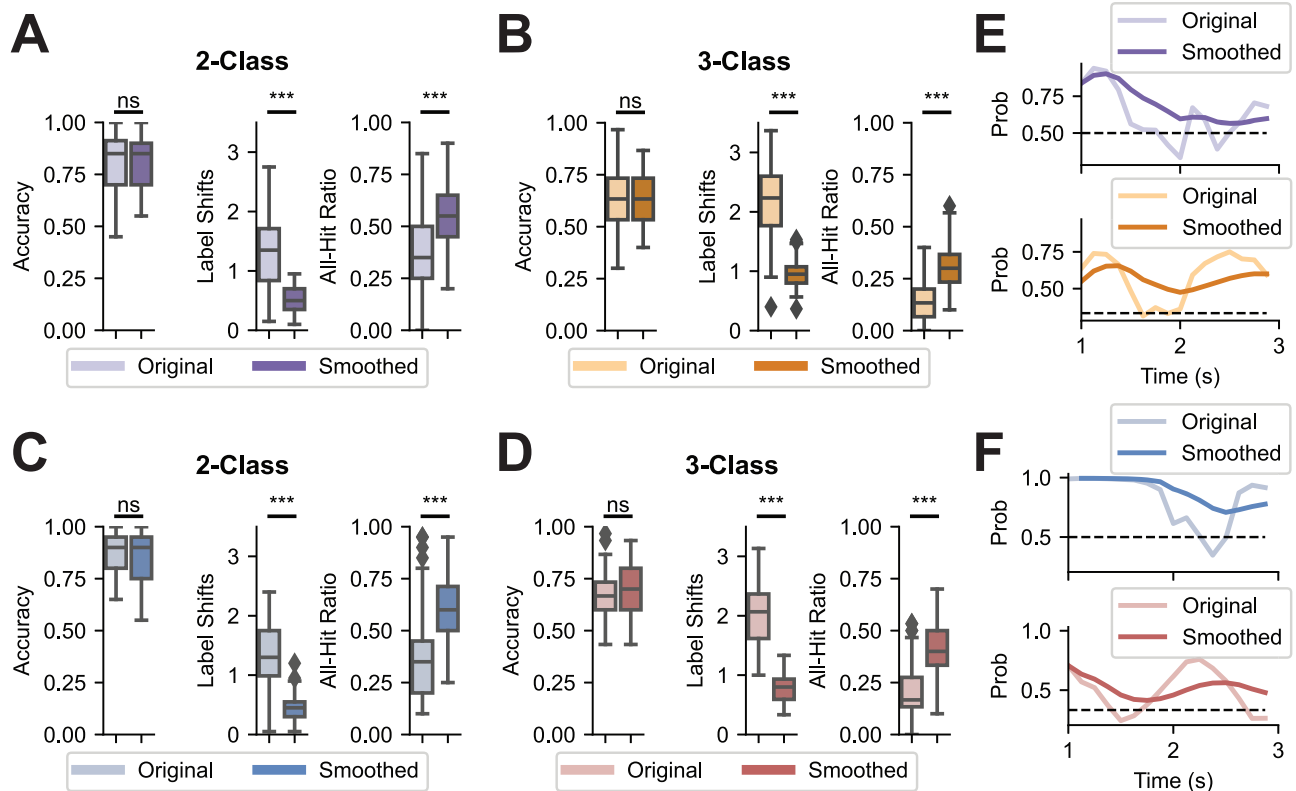 A
2-Class
ns
***
***
Accuracy
1.00
0.75
0.50
0.25
0.00
Label Shifts
3
2
1
0
All-Hit Ratio
1.00
0.75
0.50
0.25
0.00
Original
Smoothed
B
3-Class
ns
***
***
Accuracy
1.00
0.75
0.50
0.25
0.00
Label Shifts
3
2
1
0
All-Hit Ratio
1.00
0.75
0.50
0.25
0.00
Original
Smoothed
E
Original
Smoothed
Prob
0.75
0.50
Original
Smoothed
Prob
0.75
0.50
1
2
3
Time (s)
C
2-Class
ns
***
***
Accuracy
1.00
0.75
0.50
0.25
0.00
Label Shifts
3
2
1
0
All-Hit Ratio
1.00
0.75
0.50
0.25
0.00
Original
Smoothed
D
3-Class
ns
***
***
Accuracy
1.00
0.75
0.50
0.25
0.00
Label Shifts
3
2
1
0
All-Hit Ratio
1.00
0.75
0.50
0.25
0.00
Original
Smoothed
F
Original
Smoothed
Prob
1.0
0.5
Original
Smoothed
Prob
1.0
0.5
1
2
3
Time (s)